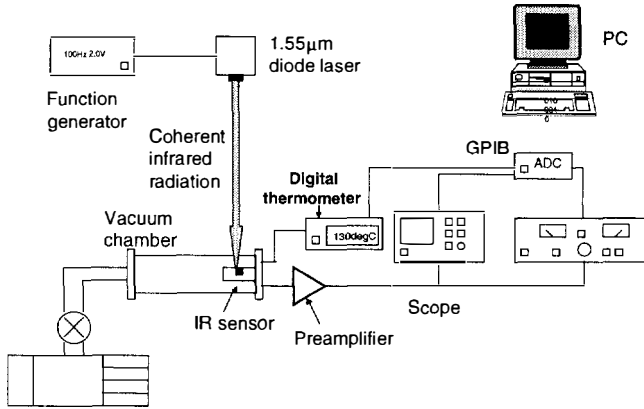 100Hz 2.0V
1.55µm
diode laser
PC
Function
generator
Coherent
infrared
radiation
GPIB
ADC
Digital
thermometer
130degC
Vacuum
chamber
IR sensor
Preamplifier
Scope